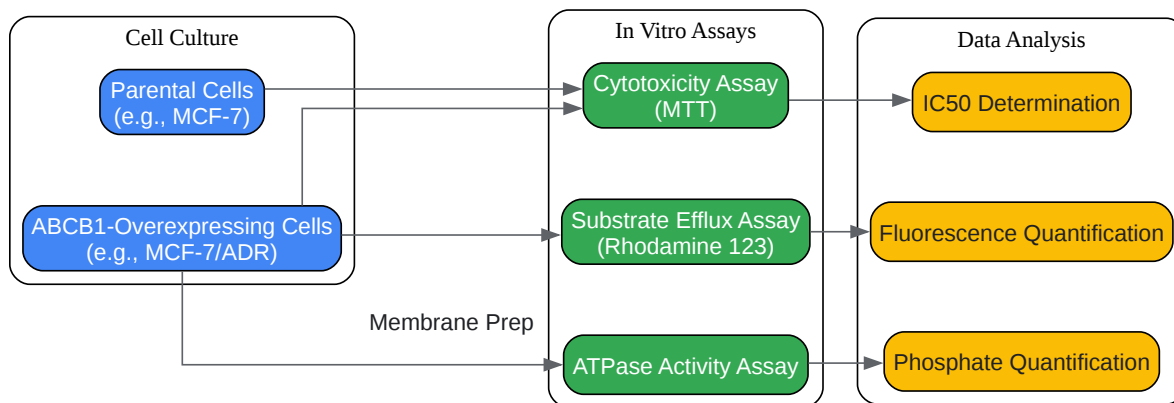 Cell Culture
Parental Cells
(e.g., MCF-7)
ABCB1-Overexpressing Cells
(e.g., MCF-7/ADR)
Membrane Prep
In Vitro Assays
Cytotoxicity Assay
(MTT)
Substrate Efflux Assay
(Rhodamine 123)
ATPase Activity Assay
Data Analysis
IC50 Determination
Fluorescence Quantification
Phosphate Quantification